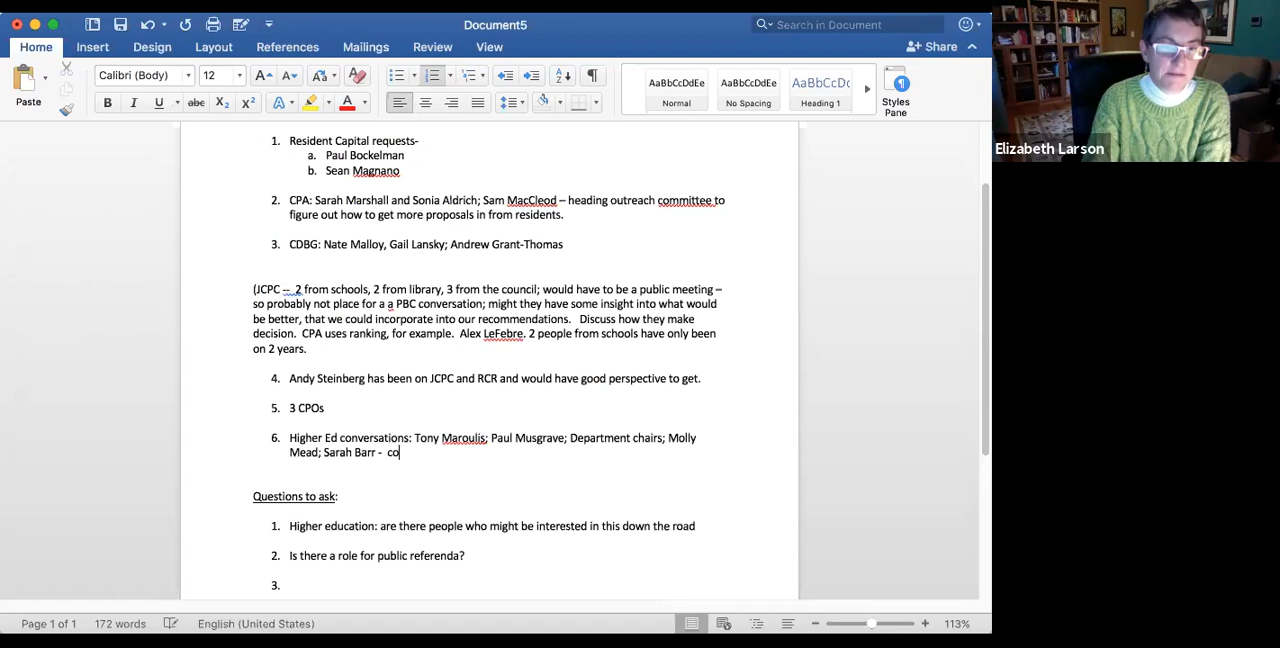 Document5
Search in Document
Home Insert Design Layout References Mailings Review View
Share
Paste
Calibri (Body) 12
AaBbCcDdEe AaBbCcDdEe AaBbCcDc
Normal No Spacing Heading 1
Styles
Pane
Elizabeth Larson
1. Resident Capital requests-
a. Paul Bockelman
b. Sean Magnano
2. CPA: Sarah Marshall and Sonia Aldrich; Sam MacCleod – heading outreach committee to
figure out how to get more proposals in from residents.
3. CDBG: Nate Malloy, Gail Lansky; Andrew Grant-Thomas
(JCPC -- 2 from schools, 2 from library, 3 from the council; would have to be a public meeting –
so probably not place for a a PBC conversation; might they have some insight into what would
be better, that we could incorporate into our recommendations. Discuss how they make
decision. CPA uses ranking, for example. Alex LeFebre. 2 people from schools have only been
on 2 years.
4. Andy Steinberg has been on JCPC and RCR and would have good perspective to get.
5. 3 CPOs
6. Higher Ed conversations: Tony Maroulis; Paul Musgrave; Department chairs; Molly
Mead; Sarah Barr - co
Questions to ask:
1. Higher education: are there people who might be interested in this down the road
2. Is there a role for public referenda?
3.
Page 1 of 1 172 words English (United States) 113%